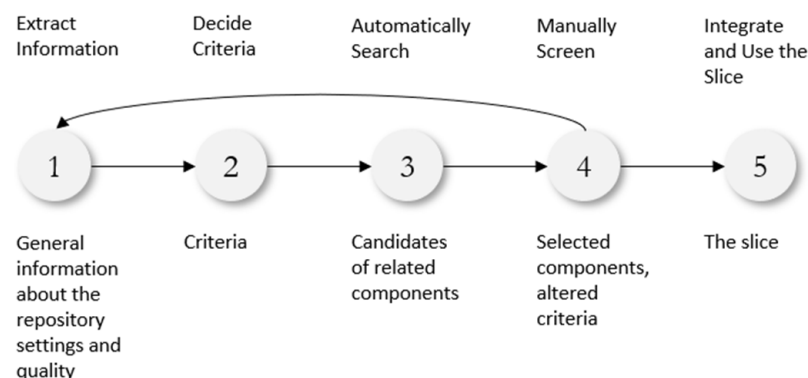 Extract
Information
Decide
Criteria
Automatically
Search
Manually
Screen
Integrate
and Use the
Slice
1
2
3
4
5
General
information
about the
repository
settings and
quality
Criteria
Candidates
of related
components
Selected
components,
altered
criteria
The slice